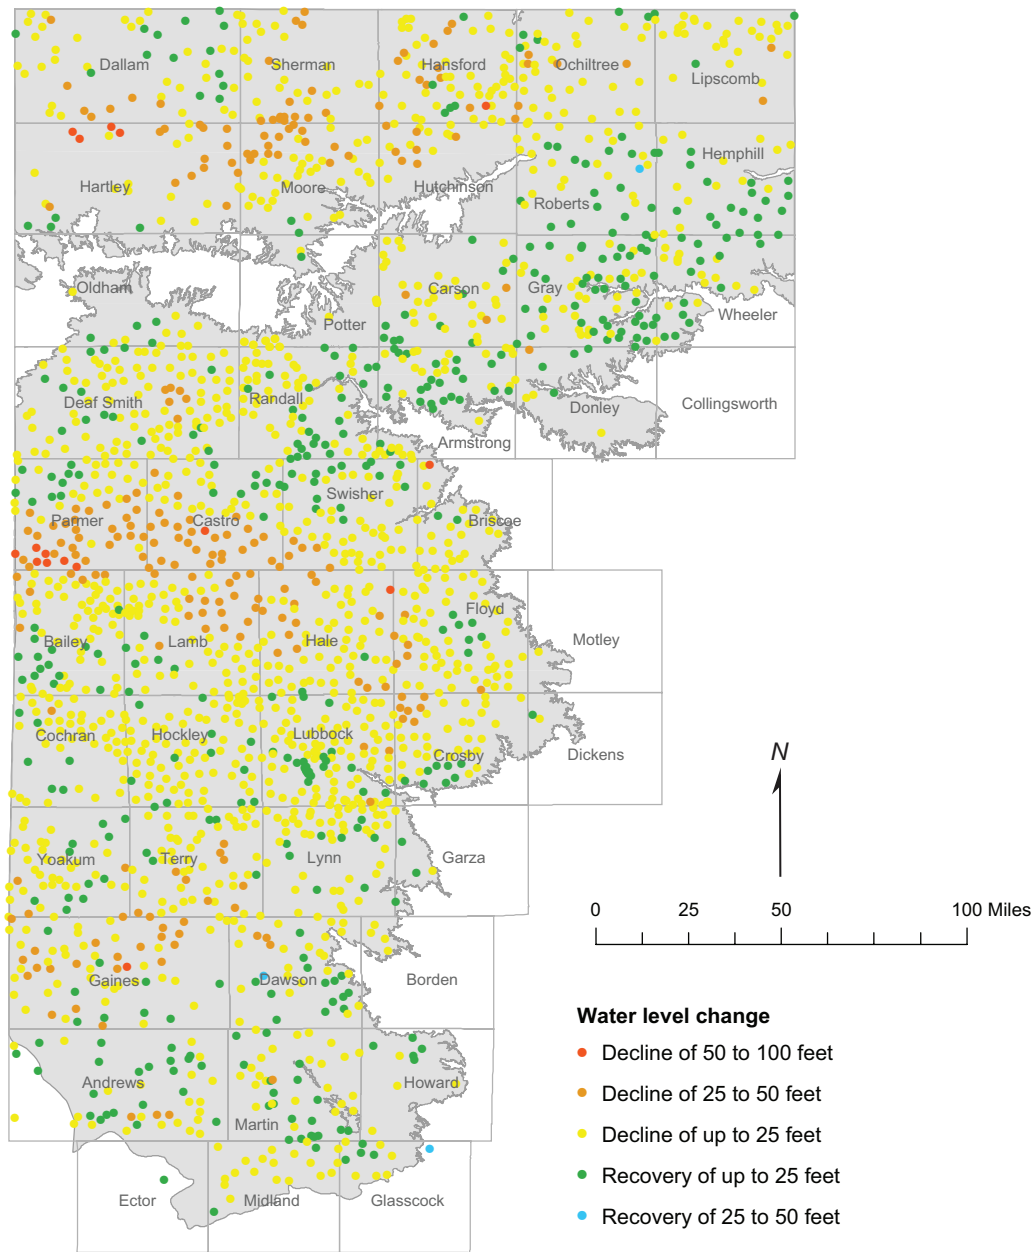 Dallam
Sherman
Hansford
Ochiltree
Lipscomb
Hartley
Moore
Hutchinson
Roberts
Hemphill
Oldham
Potter
Carson
Gray
Wheeler
Deaf Smith
Randall
Armstrong
Donley
Collingsworth
Parmer
Castro
Swisher
Briscoe
Bailey
Lamb
Hale
Floyd
Motley
Cochran
Hockley
Lubbock
Crosby
Dickens
Yoakum
Terry
Lynn
Garza
Gaines
Dawson
Borden
Andrews
Martin
Howard
Ector
Midland
Glasscock
N
0 25 50 100 Miles
Water level change
Decline of 50 to 100 feet
Decline of 25 to 50 feet
Decline of up to 25 feet
Recovery of up to 25 feet
Recovery of 25 to 50 feet